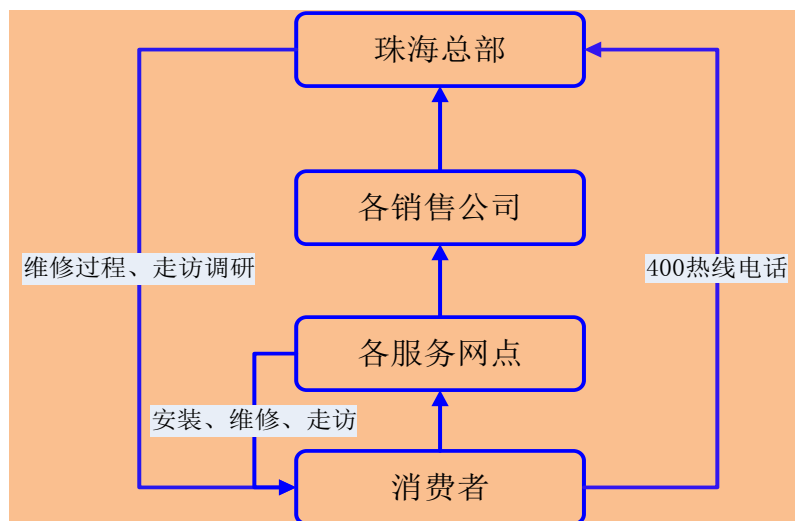 珠海总部
各销售公司
维修过程、走访调研
400热线电话
各服务网点
安装、维修、走访
消费者